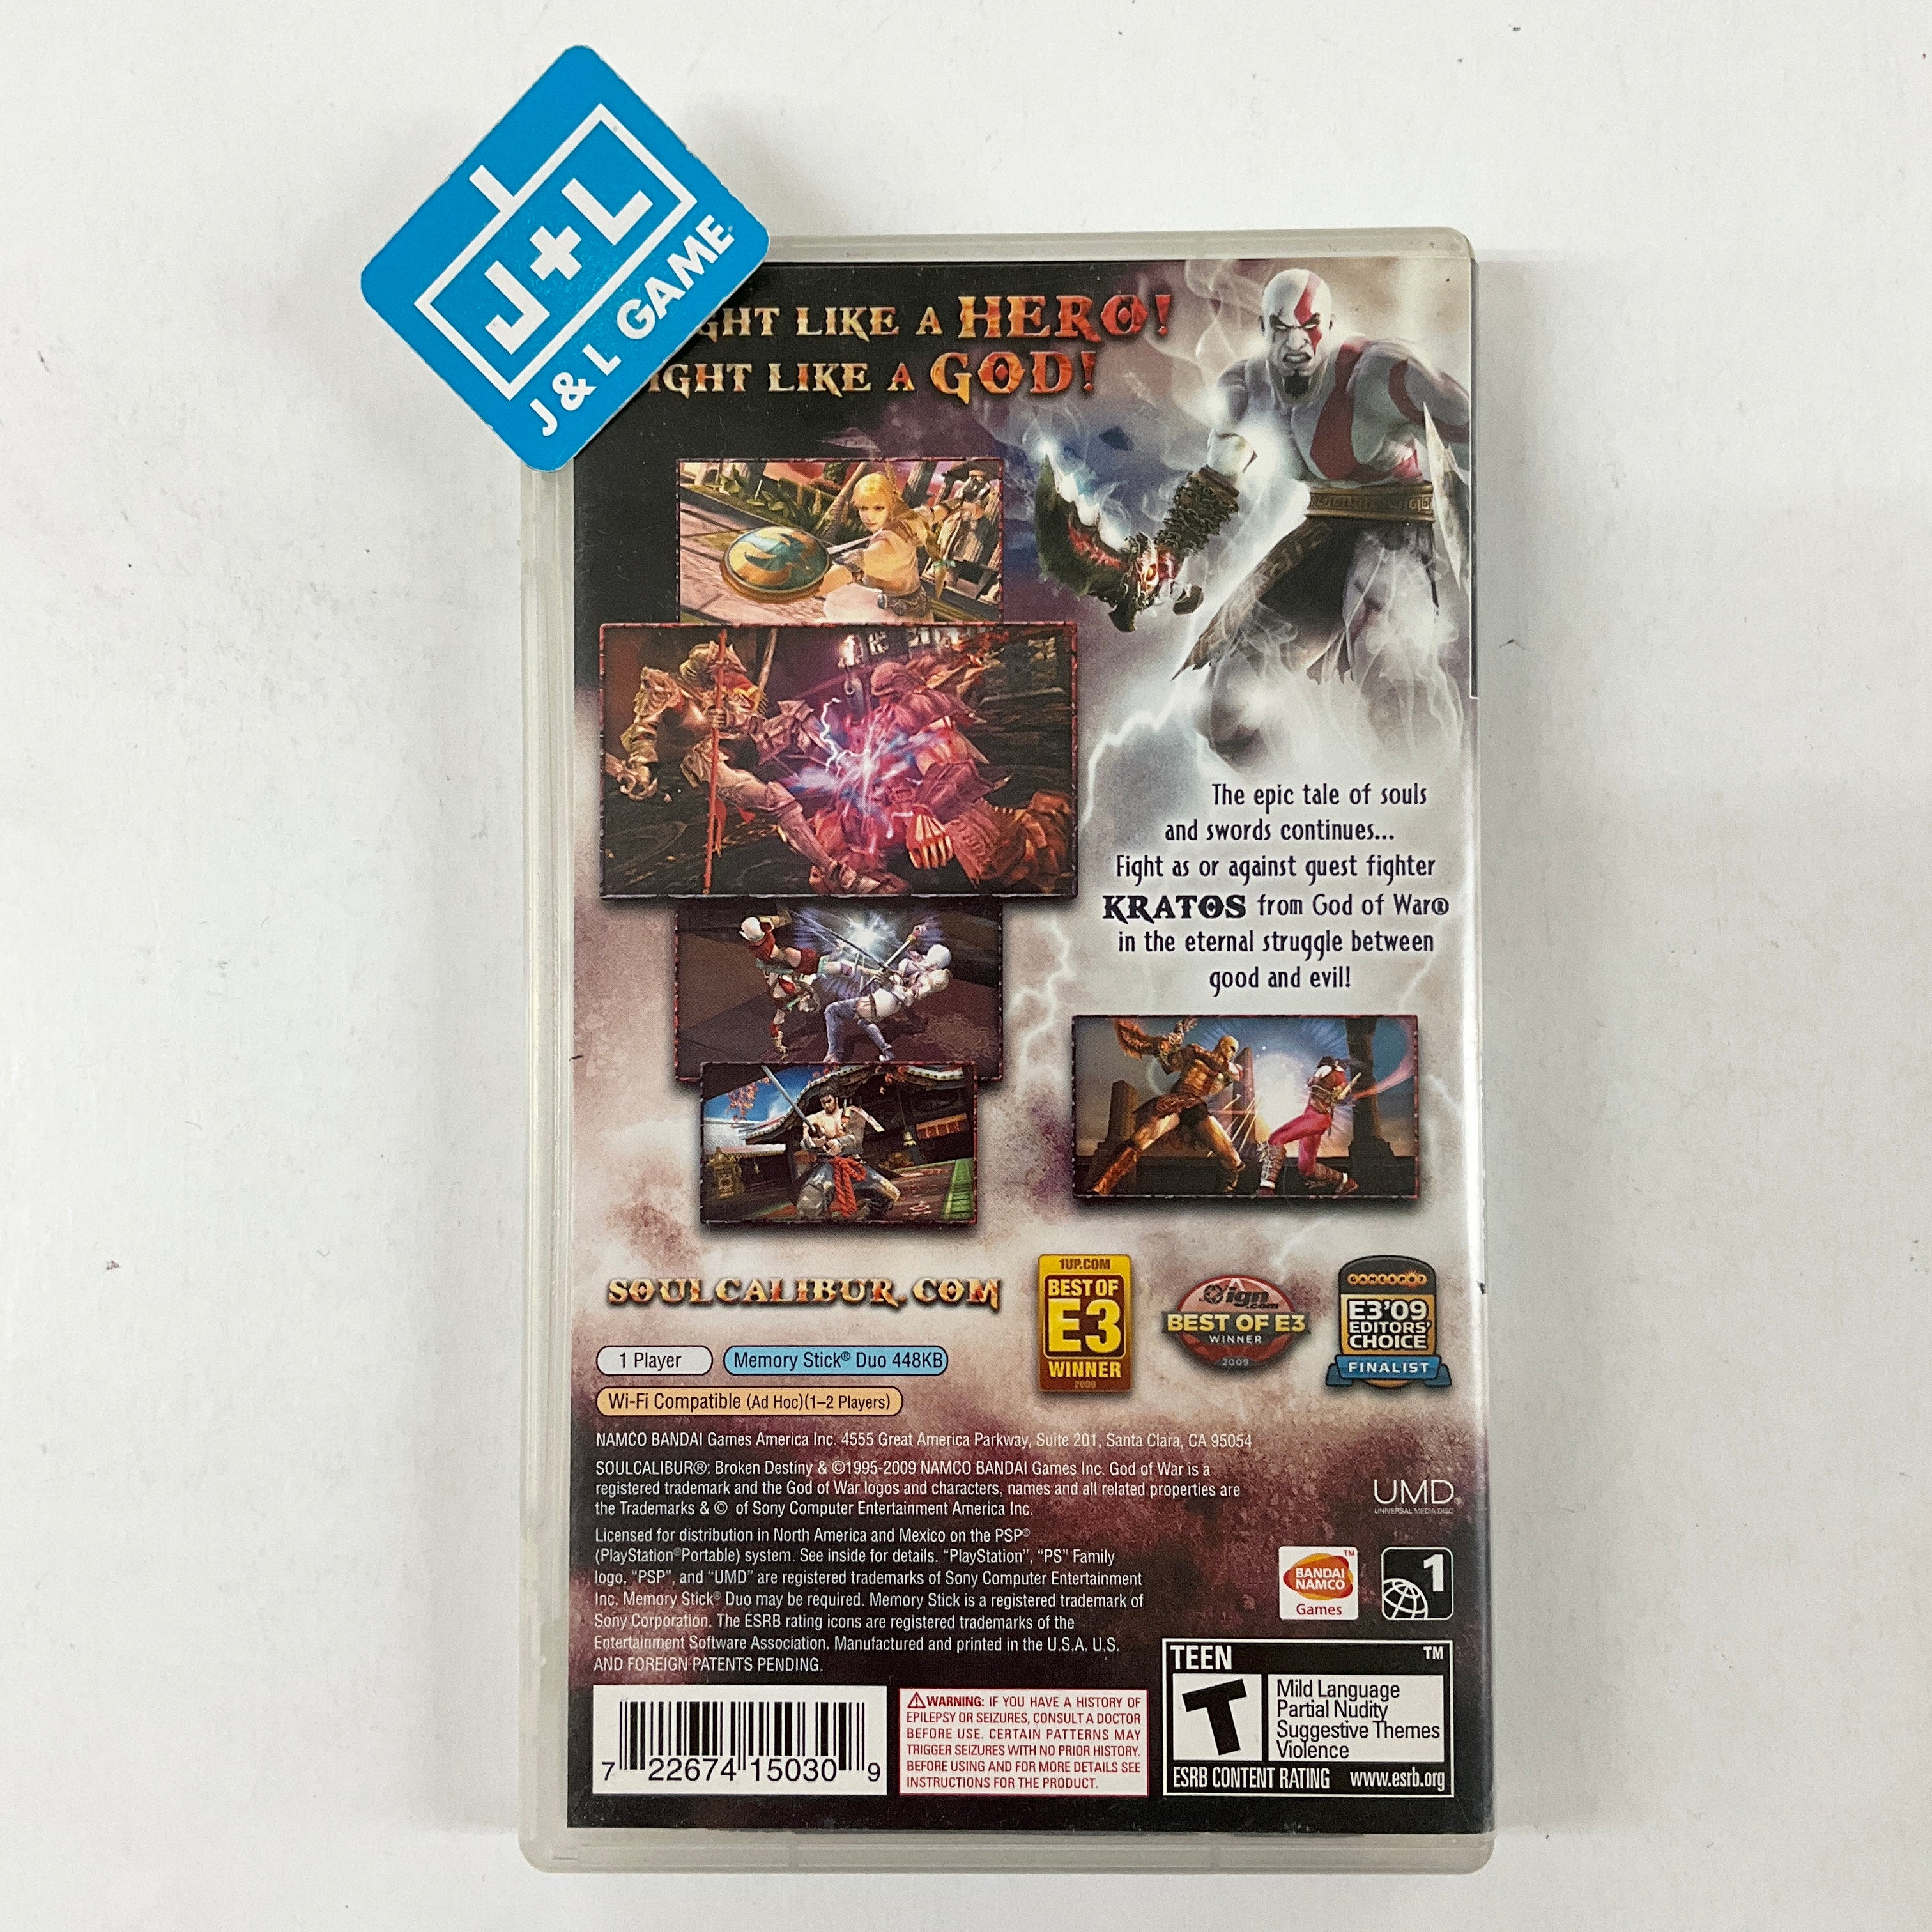 J+L
J & L GAME
GHT LIKE A HERO!
IGHT LIKE A GOD!
The epic tale of souls
and swords continues...
Fight as or against guest fighter
KRATOS from God of War®
in the eternal struggle between
good and evil!
SOULCALIBUR.COM
1UP.COM
BEST OF
E3
WINNER
2009
ign
.com
BEST OF E3
WINNER
2009
GAMESPOT
E3'09
EDITORS'
CHOICE
FINALIST
1 Player
Memory Stick® Duo 448KB
Wi-Fi Compatible (Ad Hoc)(1–2 Players)
NAMCO BANDAI Games America Inc. 4555 Great America Parkway, Suite 201, Santa Clara, CA 95054
SOULCALIBUR®: Broken Destiny & ©1995-2009 NAMCO BANDAI Games Inc. God of War is a
registered trademark and the God of War logos and characters, names and all related properties are
the Trademarks & © of Sony Computer Entertainment America Inc.
Licensed for distribution in North America and Mexico on the PSP®
(PlayStation®Portable) system. See inside for details. “PlayStation”, “PS” Family
logo, “PSP”, and “UMD” are registered trademarks of Sony Computer Entertainment
Inc. Memory Stick® Duo may be required. Memory Stick is a registered trademark of
Sony Corporation. The ESRB rating icons are registered trademarks of the
Entertainment Software Association. Manufactured and printed in the U.S.A. U.S.
AND FOREIGN PATENTS PENDING.
UMD®
UNIVERSAL MEDIA DISC
BANDAI
NAMCO
Games
TM
1
7 22674 15030 9
WARNING: IF YOU HAVE A HISTORY OF
EPILEPSY OR SEIZURES, CONSULT A DOCTOR
BEFORE USE. CERTAIN PATTERNS MAY
TRIGGER SEIZURES WITH NO PRIOR HISTORY.
BEFORE USING AND FOR MORE DETAILS SEE
INSTRUCTIONS FOR THE PRODUCT.
TEEN TM
T
Mild Language
Partial Nudity
Suggestive Themes
Violence
ESRB CONTENT RATING www.esrb.org